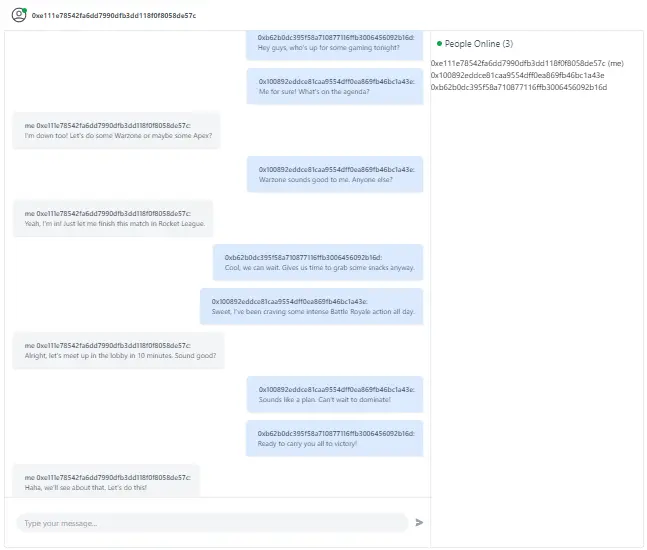 0xe111e78542fa6dd7990dfb3dd118f0f8058de57c
0xb62b0dc395f58a710877116ffb3006456092b16d:
Hey guys, who's up for some gaming tonight?
0x100892eddce81caa9554dff0ea869fb46bc1a43e:
Me for sure! What's on the agenda?
me 0xe111e78542fa6dd7990dfb3dd118f0f8058de57c:
I'm down too! Let's do some Warzone or maybe some Apex?
0x100892eddce81caa9554dff0ea869fb46bc1a43e:
Warzone sounds good to me. Anyone else?
me 0xe111e78542fa6dd7990dfb3dd118f0f8058de57c:
Yeah, I'm in! Just let me finish this match in Rocket League.
0xb62b0dc395f58a710877116ffb3006456092b16d:
Cool, we can wait. Gives us time to grab some snacks anyway.
0x100892eddce81caa9554dff0ea869fb46bc1a43e:
Sweet, I've been craving some intense Battle Royale action all day.
me 0xe111e78542fa6dd7990dfb3dd118f0f8058de57c:
Alright, let's meet up in the lobby in 10 minutes. Sound good?
0x100892eddce81caa9554dff0ea869fb46bc1a43e:
Sounds like a plan. Can't wait to dominate!
0xb62b0dc395f58a710877116ffb3006456092b16d:
Ready to carry you all to victory!
me 0xe111e78542fa6dd7990dfb3dd118f0f8058de57c:
Haha, we'll see about that. Let's do this!
Type your message...
People Online (3)
0xe111e78542fa6dd7990dfb3dd118f0f8058de57c (me)
0x100892eddce81caa9554dff0ea869fb46bc1a43e
0xb62b0dc395f58a710877116ffb3006456092b16d